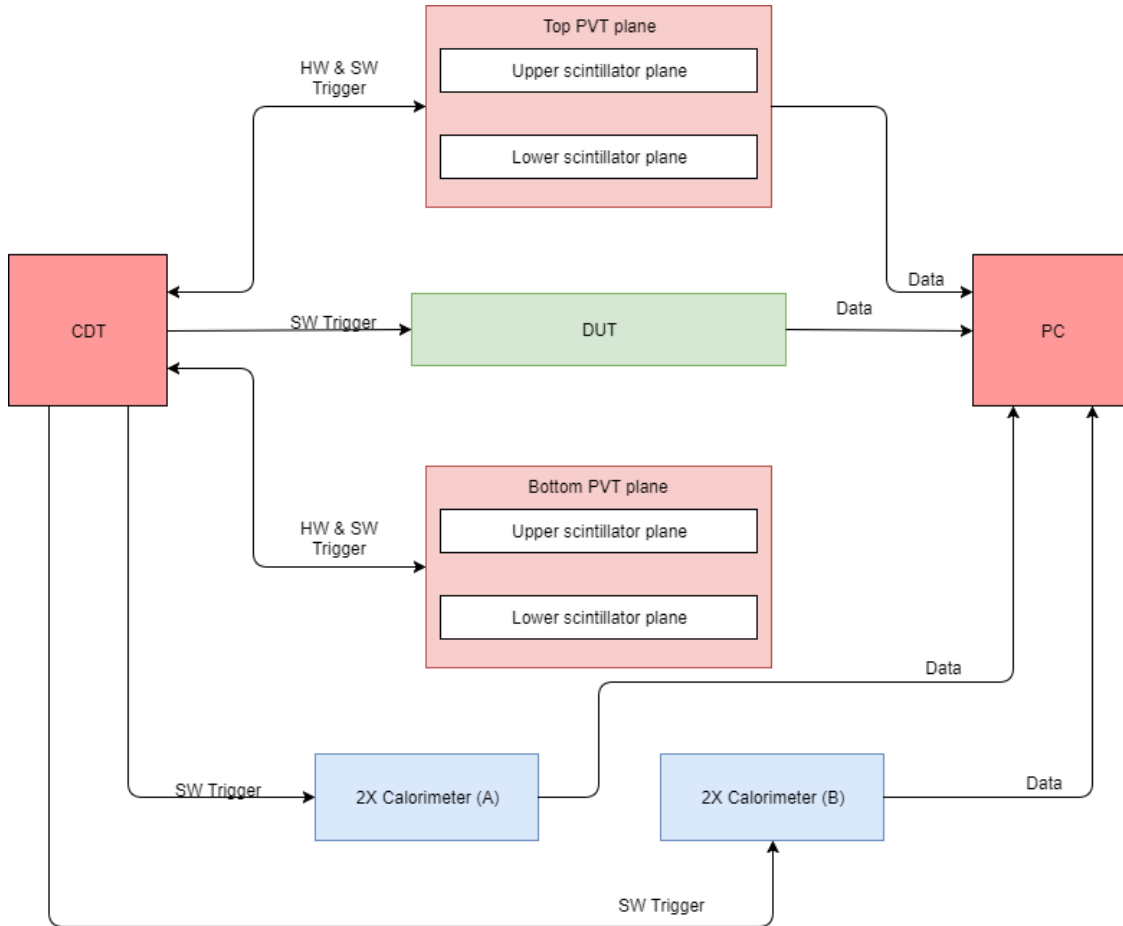 Top PVT plane
Upper scintillator plane
Lower scintillator plane
HW & SW
Trigger
CDT
SW Trigger
DUT
Data
Data
PC
Bottom PVT plane
Upper scintillator plane
Lower scintillator plane
HW & SW
Trigger
Data
SW Trigger
2X Calorimeter (A)
2X Calorimeter (B)
Data
SW Trigger